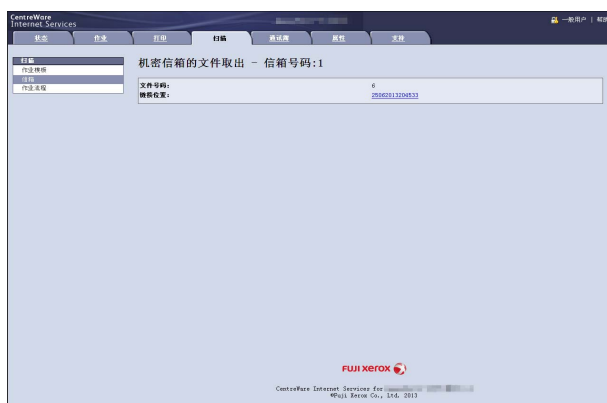 CentreWare
Internet Services
一般用户 |
状态 作业 打印 扫描 通讯簿 属性 支持
扫描
作业模板
信箱
作业流程
机密信箱的文件取出 - 信箱号码:1
文件号码: 6
链接位置: 25062013204533
FUJI XEROX
CentreWare Internet Services for
©Fuji Xerox Co., Ltd. 2013